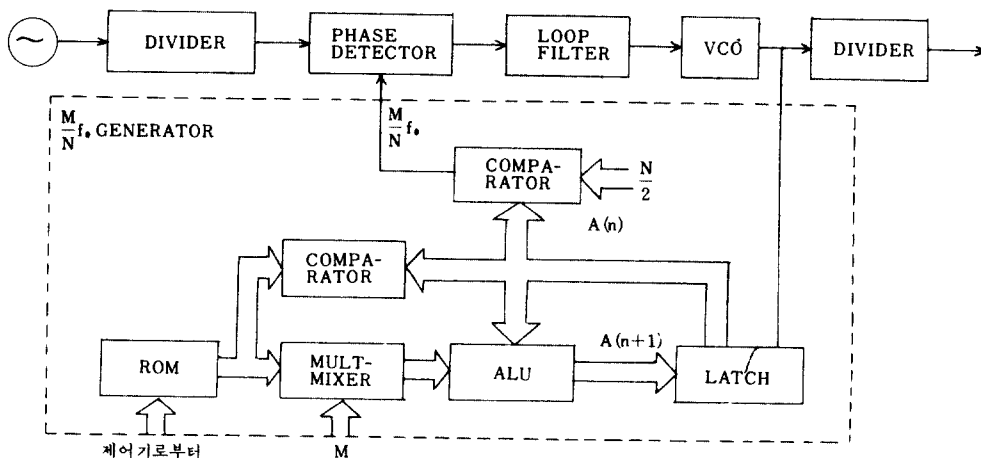 DIVIDER
PHASE
DETECTOR
LOOP
FILTER
VCO
DIVIDER
M/N f₀ GENERATOR
M/N f₀
COMPA-
RATOR
N/2
A(n)
COMPA-
RATOR
A(n+1)
ROM
MULT-
MIXER
ALU
LATCH
제어기로부터
M